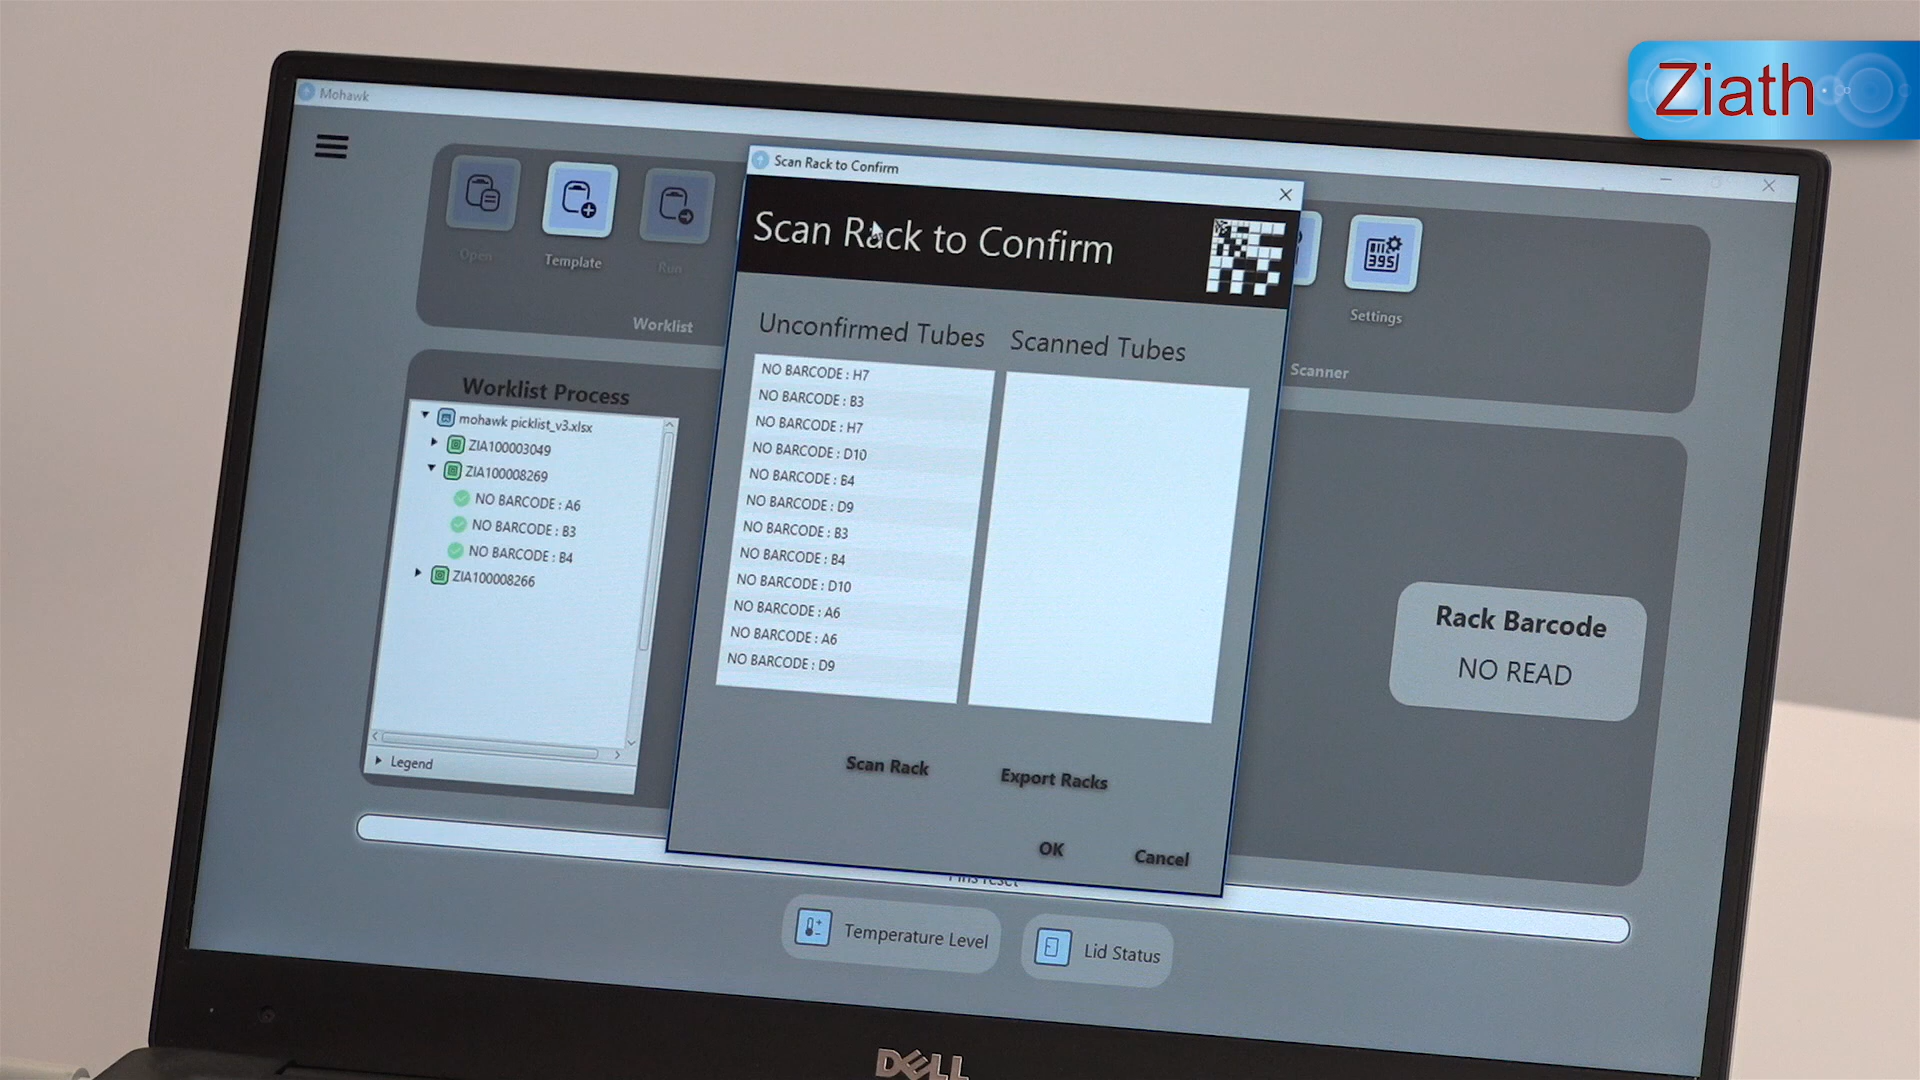 Ziath
Mohawk
Open
Template
Run
Worklist
Scan Rack to Confirm
Scan Rack to Confirm
Settings
Scanner
Unconfirmed Tubes
Scanned Tubes
NO BARCODE : H7
NO BARCODE : B3
NO BARCODE : H7
NO BARCODE : D10
NO BARCODE : B4
NO BARCODE : D9
NO BARCODE : B3
NO BARCODE : B4
NO BARCODE : D10
NO BARCODE : A6
NO BARCODE : A6
NO BARCODE : D9
Scan Rack
Export Racks
OK
Cancel
Worklist Process
mohawk picklist_v3.xlsx
ZIA100003049
ZIA100008269
NO BARCODE : A6
NO BARCODE : B3
NO BARCODE : B4
ZIA100008266
Legend
Rack Barcode
NO READ
Pins reset
Temperature Level
Lid Status
DELL